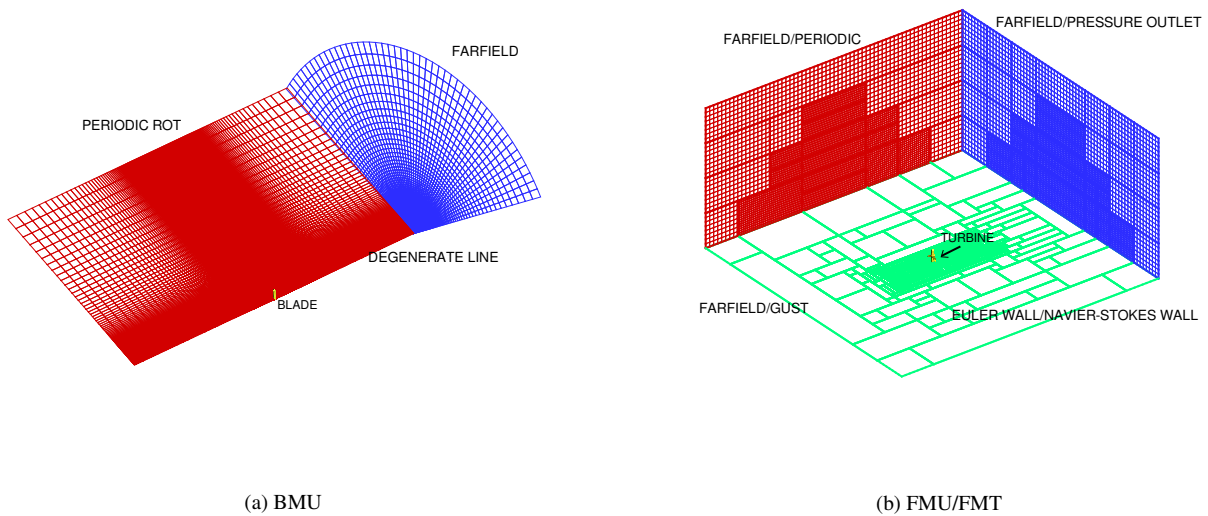 FARFIELD
PERIODIC ROT
DEGENERATE LINE
BLADE
(a) BMU
FARFIELD/PRESSURE OUTLET
FARFIELD/PERIODIC
TURBINE
FARFIELD/GUST
EULER WALL/NAVIER-STOKES WALL
(b) FMU/FMT